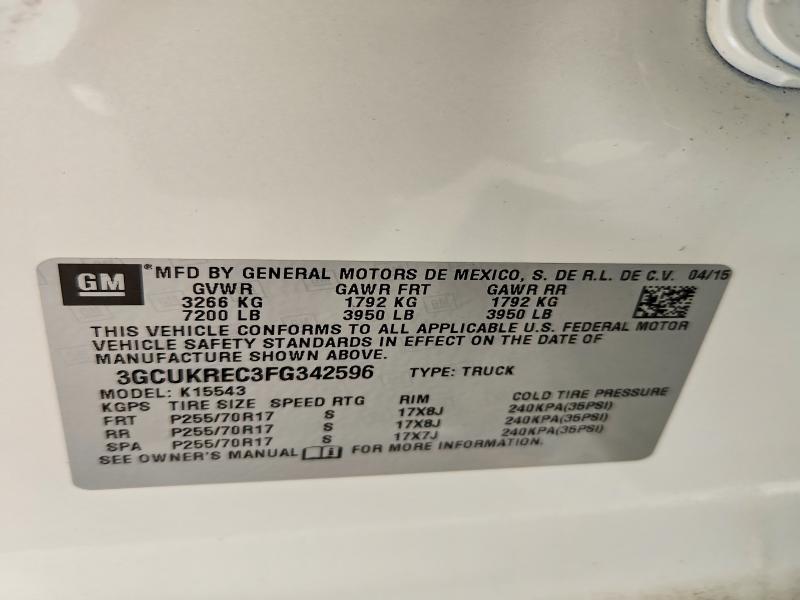 GM ® MFD BY GENERAL MOTORS DE MEXICO, S. DE R.L. DE C.V. 04/15
GVWR GAWR FRT GAWR RR
3266 KG 1792 KG 1792 KG
7200 LB 3950 LB 3950 LB
THIS VEHICLE CONFORMS TO ALL APPLICABLE U.S. FEDERAL MOTOR
VEHICLE SAFETY STANDARDS IN EFFECT ON THE DATE OF
MANUFACTURE SHOWN ABOVE.
3GCUKREC3FG342596 TYPE: TRUCK
MODEL: K15543
KGPS TIRE SIZE SPEED RTG RIM COLD TIRE PRESSURE
FRT P255/70R17 S 17X8J 240KPA(35PSI)
RR P255/70R17 S 17X8J 240KPA(35PSI)
SPA P255/70R17 S 17X7J 240KPA(35PSI)
SEE OWNER'S MANUAL FOR MORE INFORMATION.